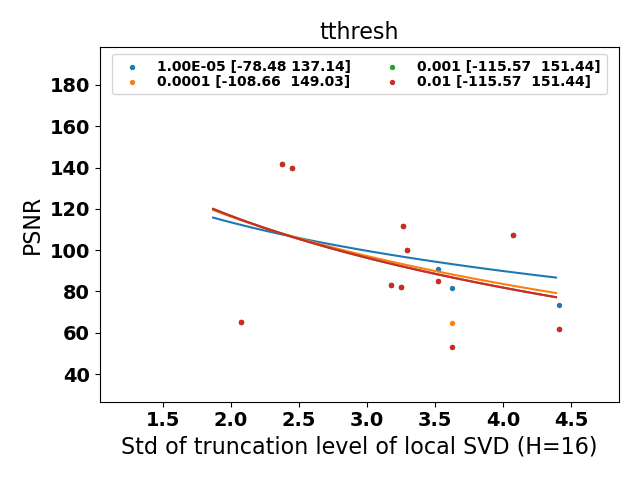 tthresh
1.00E-05 [-78.48 137.14]
0.0001 [-108.66  149.03]
0.001 [-115.57  151.44]
0.01 [-115.57  151.44]
PSNR
180
160
140
120
100
80
60
40
1.5 2.0 2.5 3.0 3.5 4.0 4.5
Std of truncation level of local SVD (H=16)